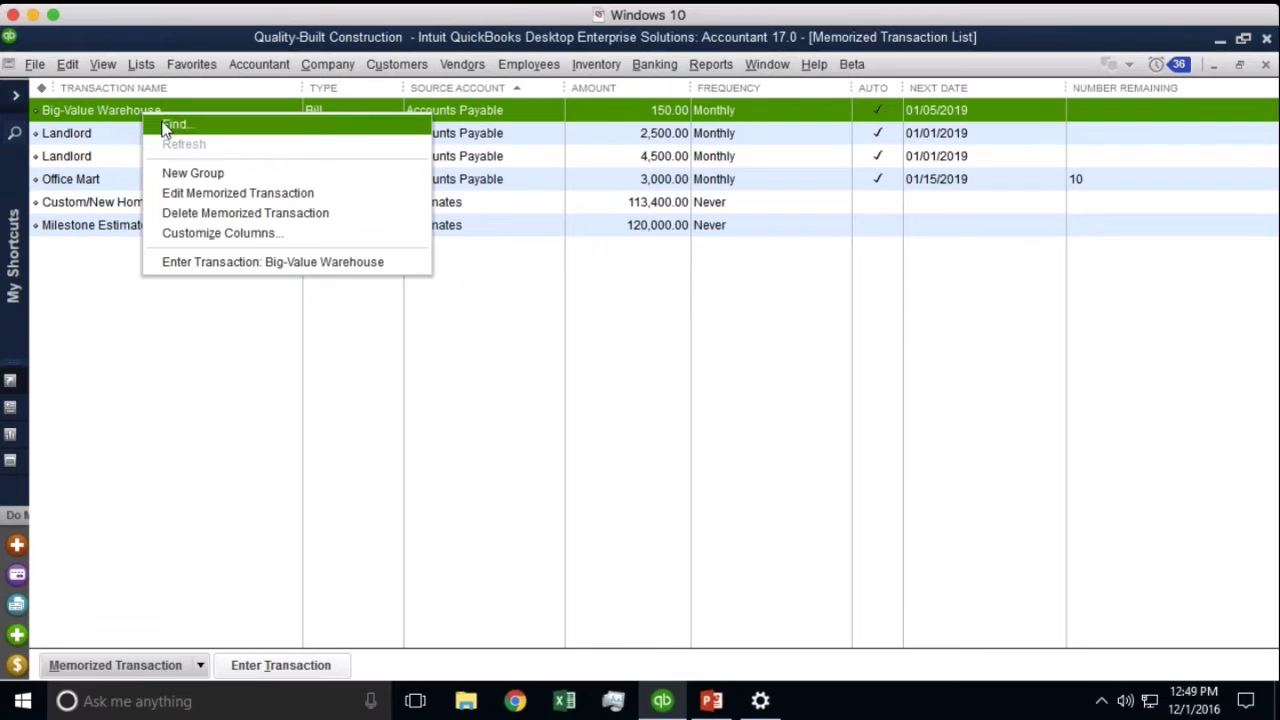 Windows 10
Quality-Built Construction - Intuit QuickBooks Desktop Enterprise Solutions: Accountant 17.0 - [Memorized Transaction List]
File Edit View Lists Favorites Accountant Company Customers Vendors Employees Inventory Banking Reports Window Help Beta 36
TRANSACTION NAME TYPE SOURCE ACCOUNT AMOUNT FREQUENCY AUTO NEXT DATE NUMBER REMAINING
Big-Value Warehouse Bill Accounts Payable 150.00 Monthly ✓ 01/05/2019
Landlord unts Payable 2,500.00 Monthly ✓ 01/01/2019
Landlord unts Payable 4,500.00 Monthly ✓ 01/01/2019
Office Mart unts Payable 3,000.00 Monthly ✓ 01/15/2019 10
Custom/New Hom nates 113,400.00 Never
Milestone Estimat nates 120,000.00 Never
Find...
Refresh
New Group
Edit Memorized Transaction
Delete Memorized Transaction
Customize Columns...
Enter Transaction: Big-Value Warehouse
My Shortcuts
Do M
Memorized Transaction Enter Transaction
Ask me anything
12:49 PM
12/1/2016